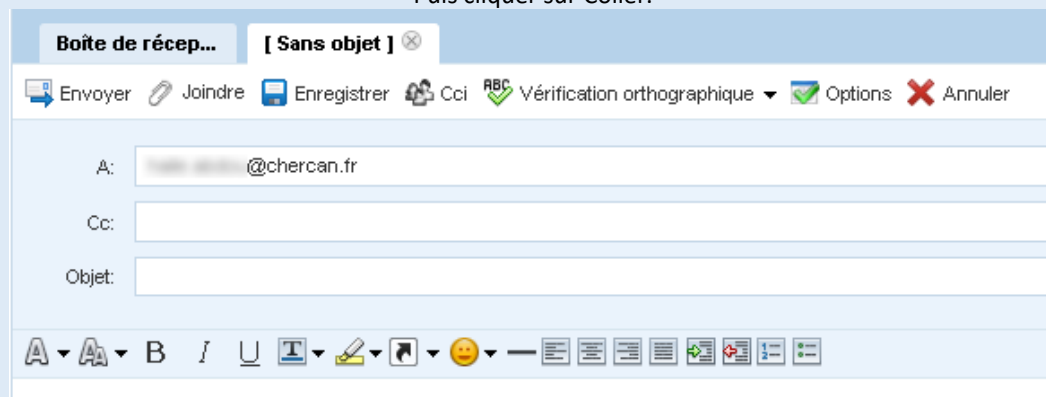 Puis cliquer sur Coller.
Boîte de récep... [ Sans objet ]
Envoyer Joindre Enregistrer Cci Vérification orthographique Options Annuler
A: @chercan.fr
Cc:
Objet: